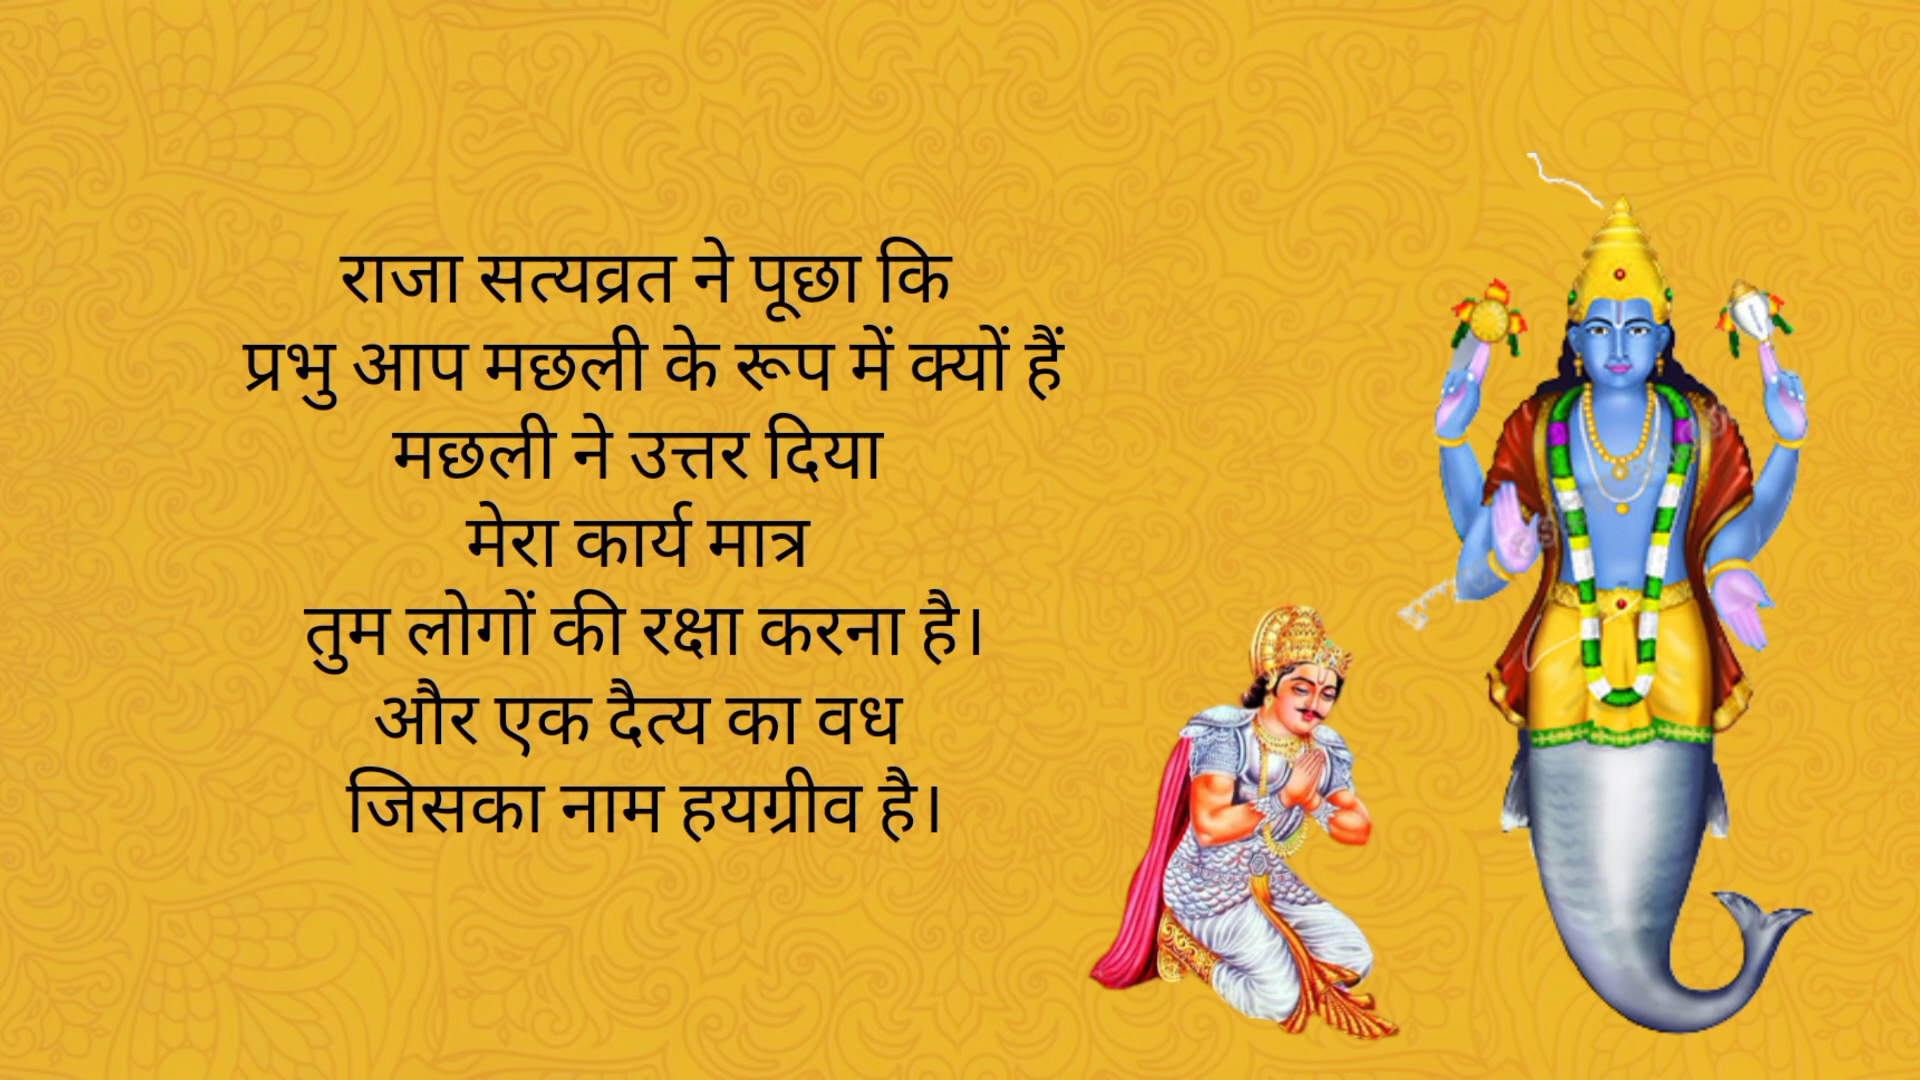 राजा सत्यव्रत ने पूछा कि
प्रभु आप मछली के रूप में क्यों हैं
मछली ने उत्तर दिया
मेरा कार्य मात्र
तुम लोगों की रक्षा करना है।
और एक दैत्य का वध
जिसका नाम हयग्रीव है।